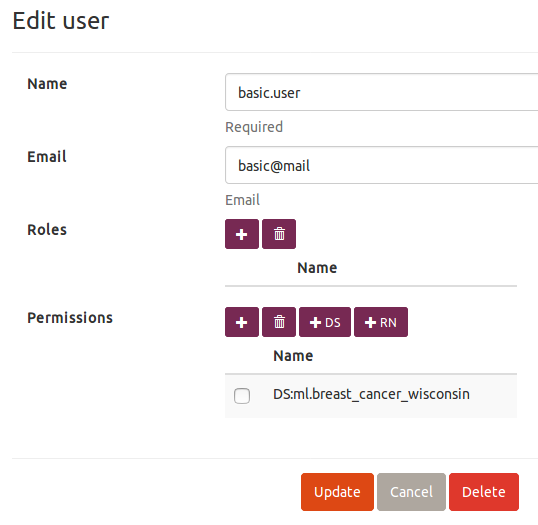 Edit user
Name
basic.user
Required
Email
basic@mail
Email
Roles
Name
Permissions
DS
RN
Name
DS:ml.breast_cancer_wisconsin
Update
Cancel
Delete